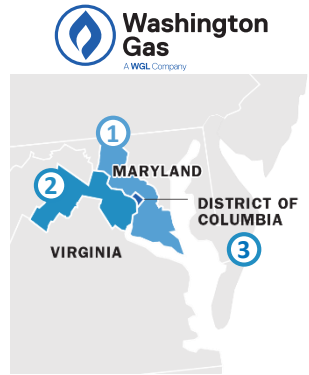 Washington
Gas
A WGL Company
1
MARYLAND
2
DISTRICT OF
COLUMBIA
VIRGINIA
3